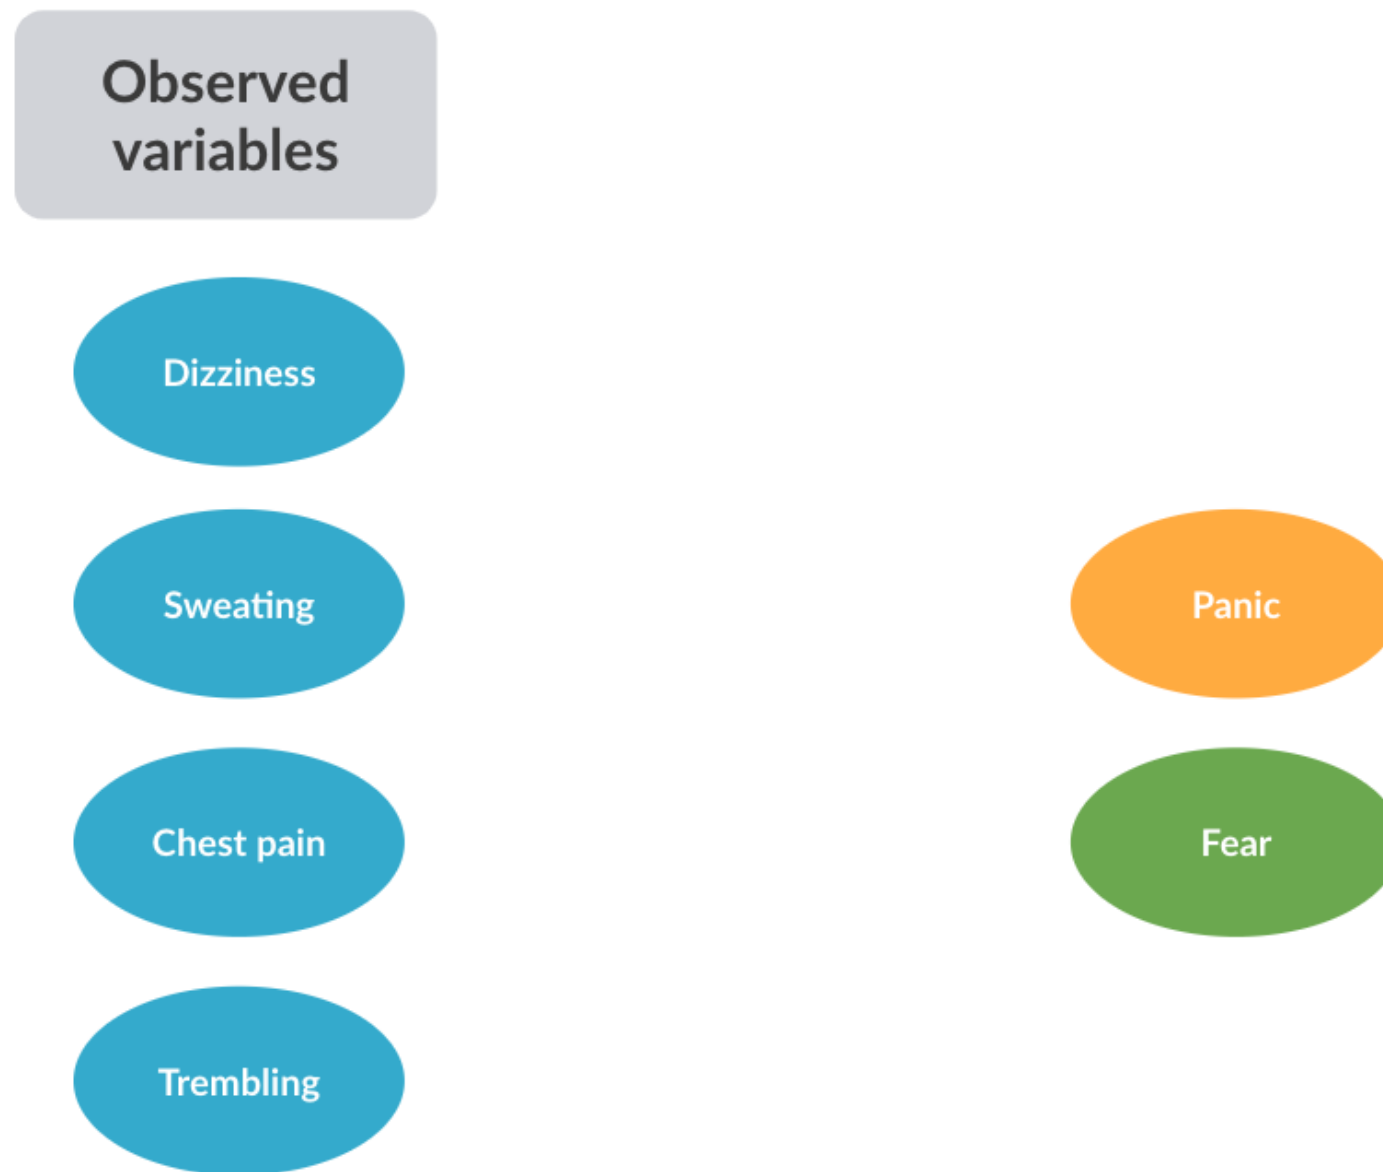 Observed
variables
Dizziness
Sweating
Panic
Chest pain
Fear
Trembling